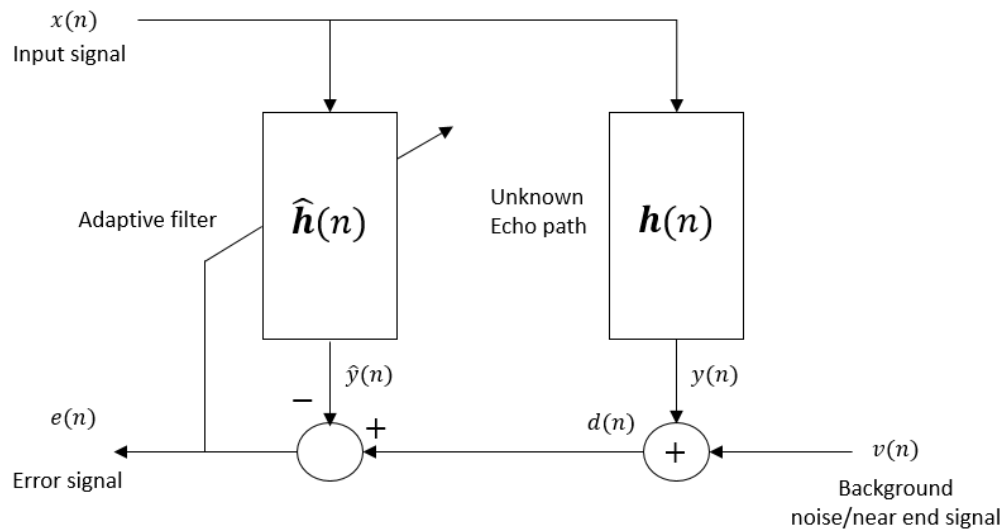 x(n)
Input signal
Adaptive filter
ĥ(n)
Unknown
Echo path
h(n)
ŷ(n)
y(n)
−
+
e(n)
d(n)
+
v(n)
Error signal
Background
noise/near end signal